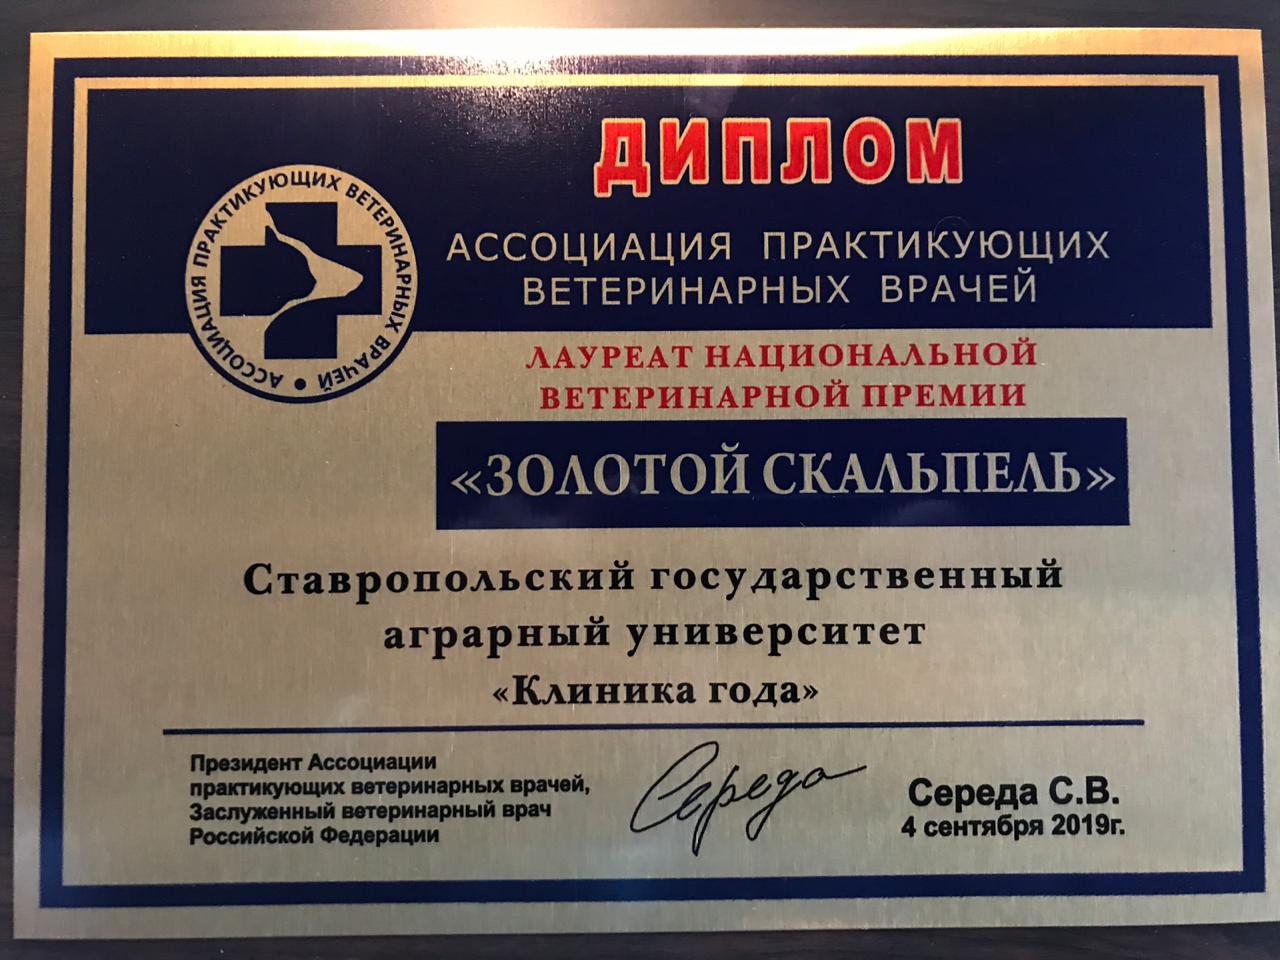 ДИПЛОМ
АССОЦИАЦИЯ ПРАКТИКУЮЩИХ ВЕТЕРИНАРНЫХ ВРАЧЕЙ •
АССОЦИАЦИЯ ПРАКТИКУЮЩИХ
ВЕТЕРИНАРНЫХ ВРАЧЕЙ
ЛАУРЕАТ НАЦИОНАЛЬНОЙ
ВЕТЕРИНАРНОЙ ПРЕМИИ
«ЗОЛОТОЙ СКАЛЬПЕЛЬ»
Ставропольский государственный
аграрный университет
«Клиника года»
Президент Ассоциации
практикующих ветеринарных врачей,
Заслуженный ветеринарный врач
Российской Федерации
Середа
Середа С.В.
4 сентября 2019г.